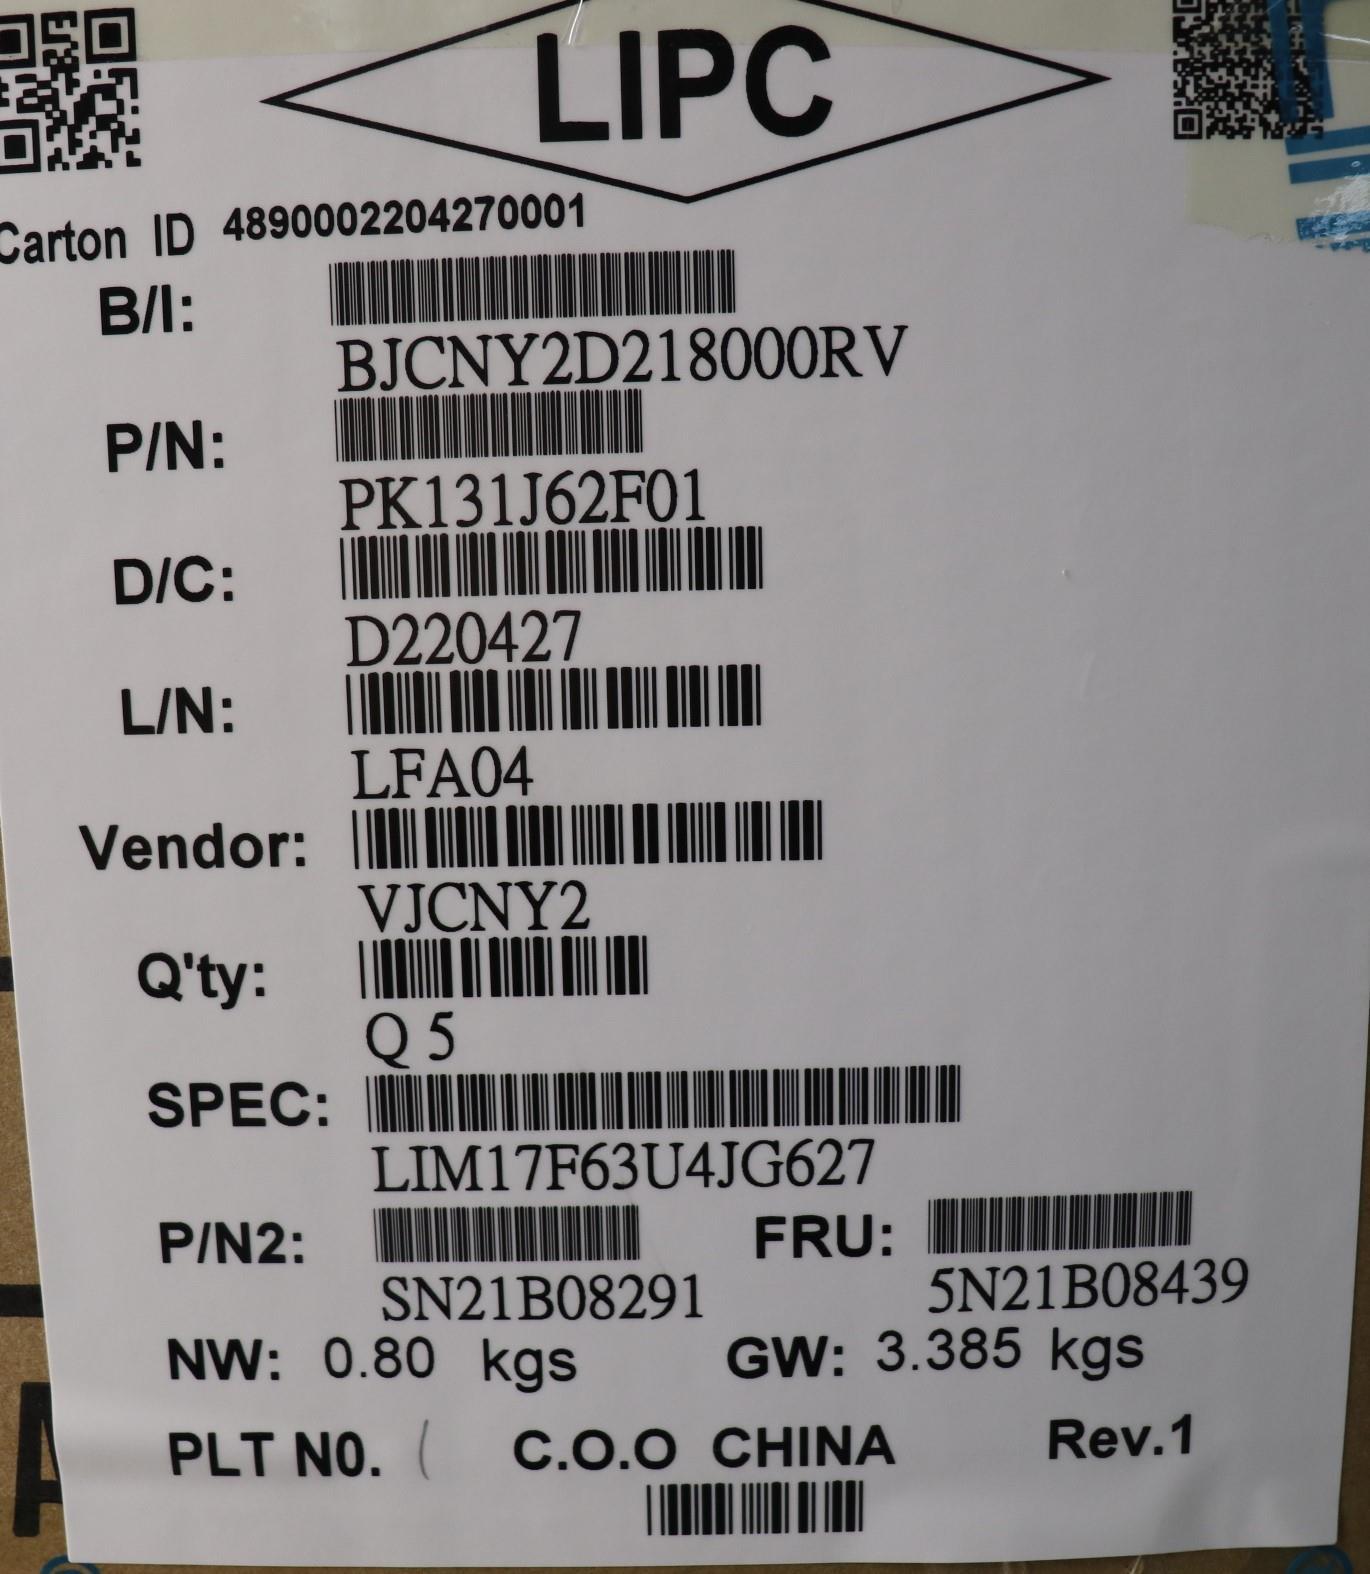 LIPC
Carton ID 4890002204270001
B/I:
BJCNY2D218000RV
P/N:
PK131J62F01
D/C:
D220427
L/N:
LFA04
Vendor:
VJCNY2
Q'ty:
Q 5
SPEC:
LIM17F63U4JG627
P/N2: FRU:
SN21B08291 5N21B08439
NW: 0.80 kgs GW: 3.385 kgs
PLT N0. 1 C.O.O CHINA Rev.1